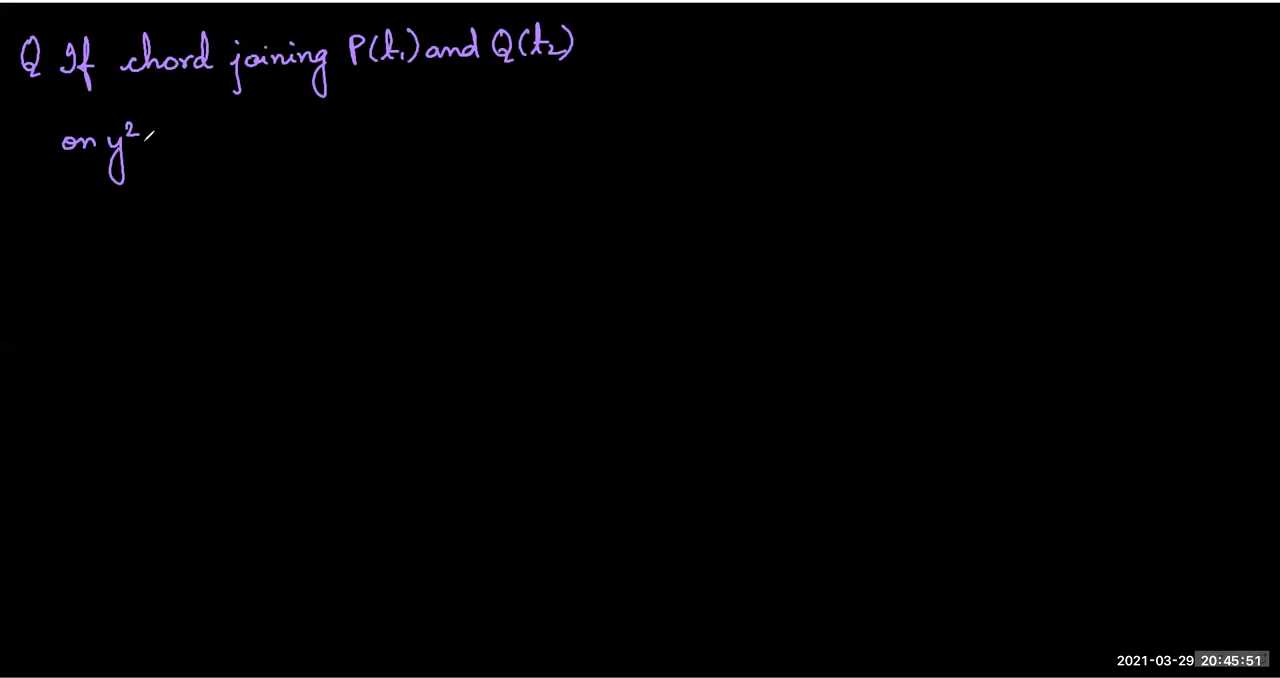 Q If chord joining P(t₁) and Q(t₂)
on y²
2021-03-29 20:45:51